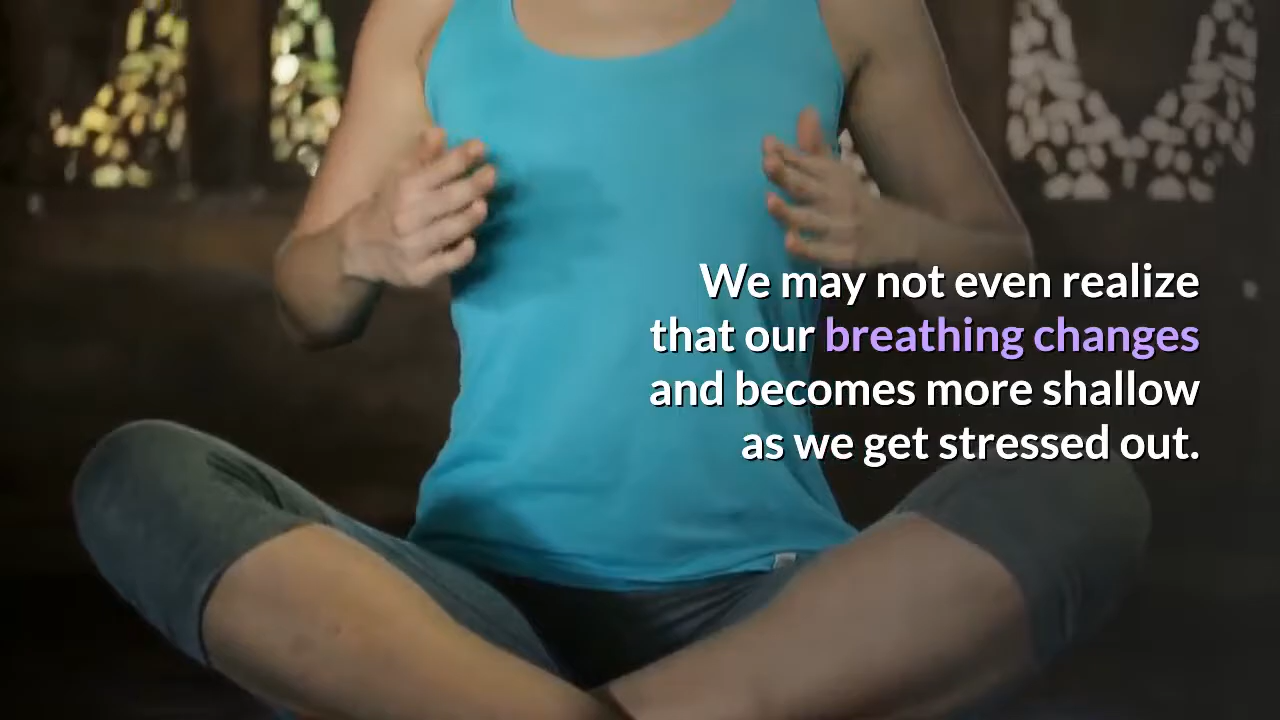 We may not even realize
that our breathing changes
and becomes more shallow
as we get stressed out.